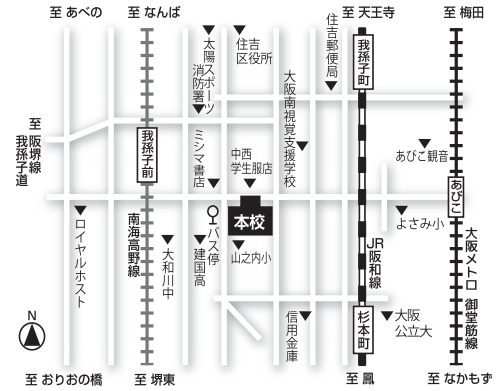 至 あべの
至 なんば
至 天王寺
至 梅田
太陽スポーツ
消防署
住吉
区役所
住吉郵便局
我孫子町
大阪南視覚支援学校
至 阪堺線
我孫子道
我孫子前
ミシマ書店
中西
学生服店
あびこ観音
あびこ
本校
よさみ小
ロイヤルホスト
南海高野線
大和川中
建国高
バス停
山之内小
JR阪和線
大阪メトロ 御堂筋線
信用金庫
杉本町
大阪
公立大
N
至 おりおの橋
至 堺東
至 鳳
至 なかもず